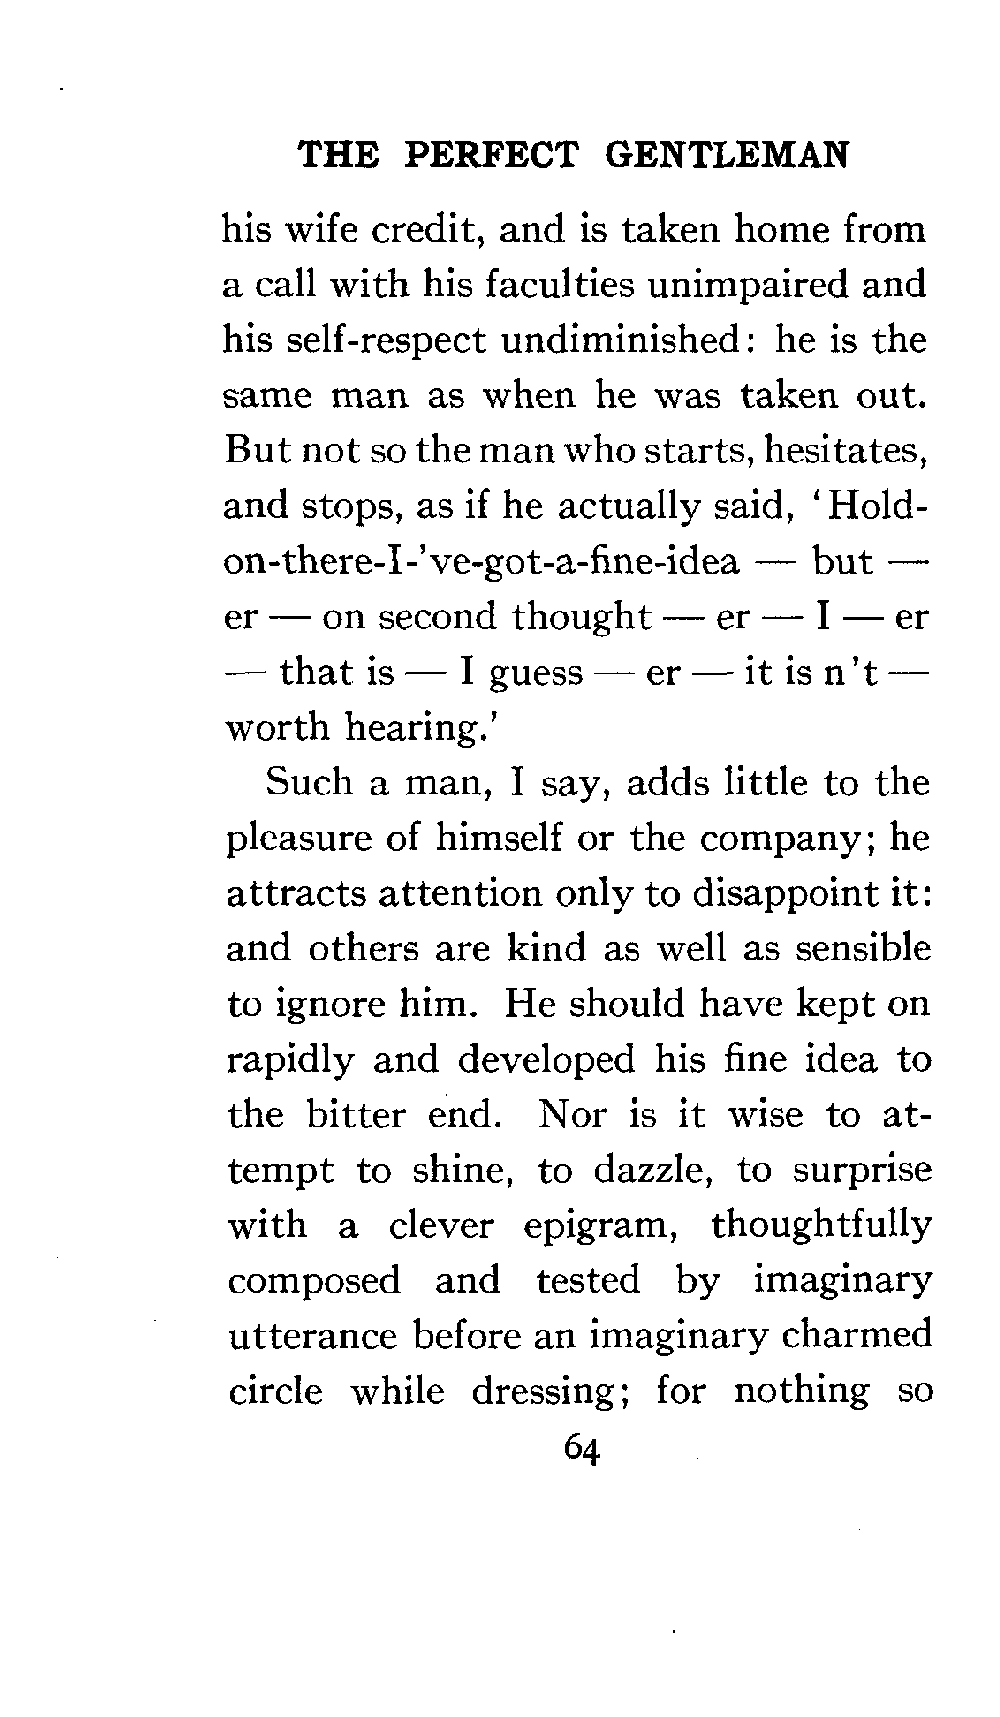 THE PERFECT GENTLEMAN
his wife credit, and is taken home from
a call with his faculties unimpaired and
his self-respect undiminished: he is the
same man as when he was taken out.
But not so the man who starts, hesitates,
and stops, as if he actually said, ‘Hold-
on-there-I-’ve-got-a-fine-idea — but —
er — on second thought — er — I — er
— that is — I guess — er — it is n’t —
worth hearing.’
Such a man, I say, adds little to the
pleasure of himself or the company; he
attracts attention only to disappoint it:
and others are kind as well as sensible
to ignore him. He should have kept on
rapidly and developed his fine idea to
the bitter end. Nor is it wise to at-
tempt to shine, to dazzle, to surprise
with a clever epigram, thoughtfully
composed and tested by imaginary
utterance before an imaginary charmed
circle while dressing; for nothing so
64